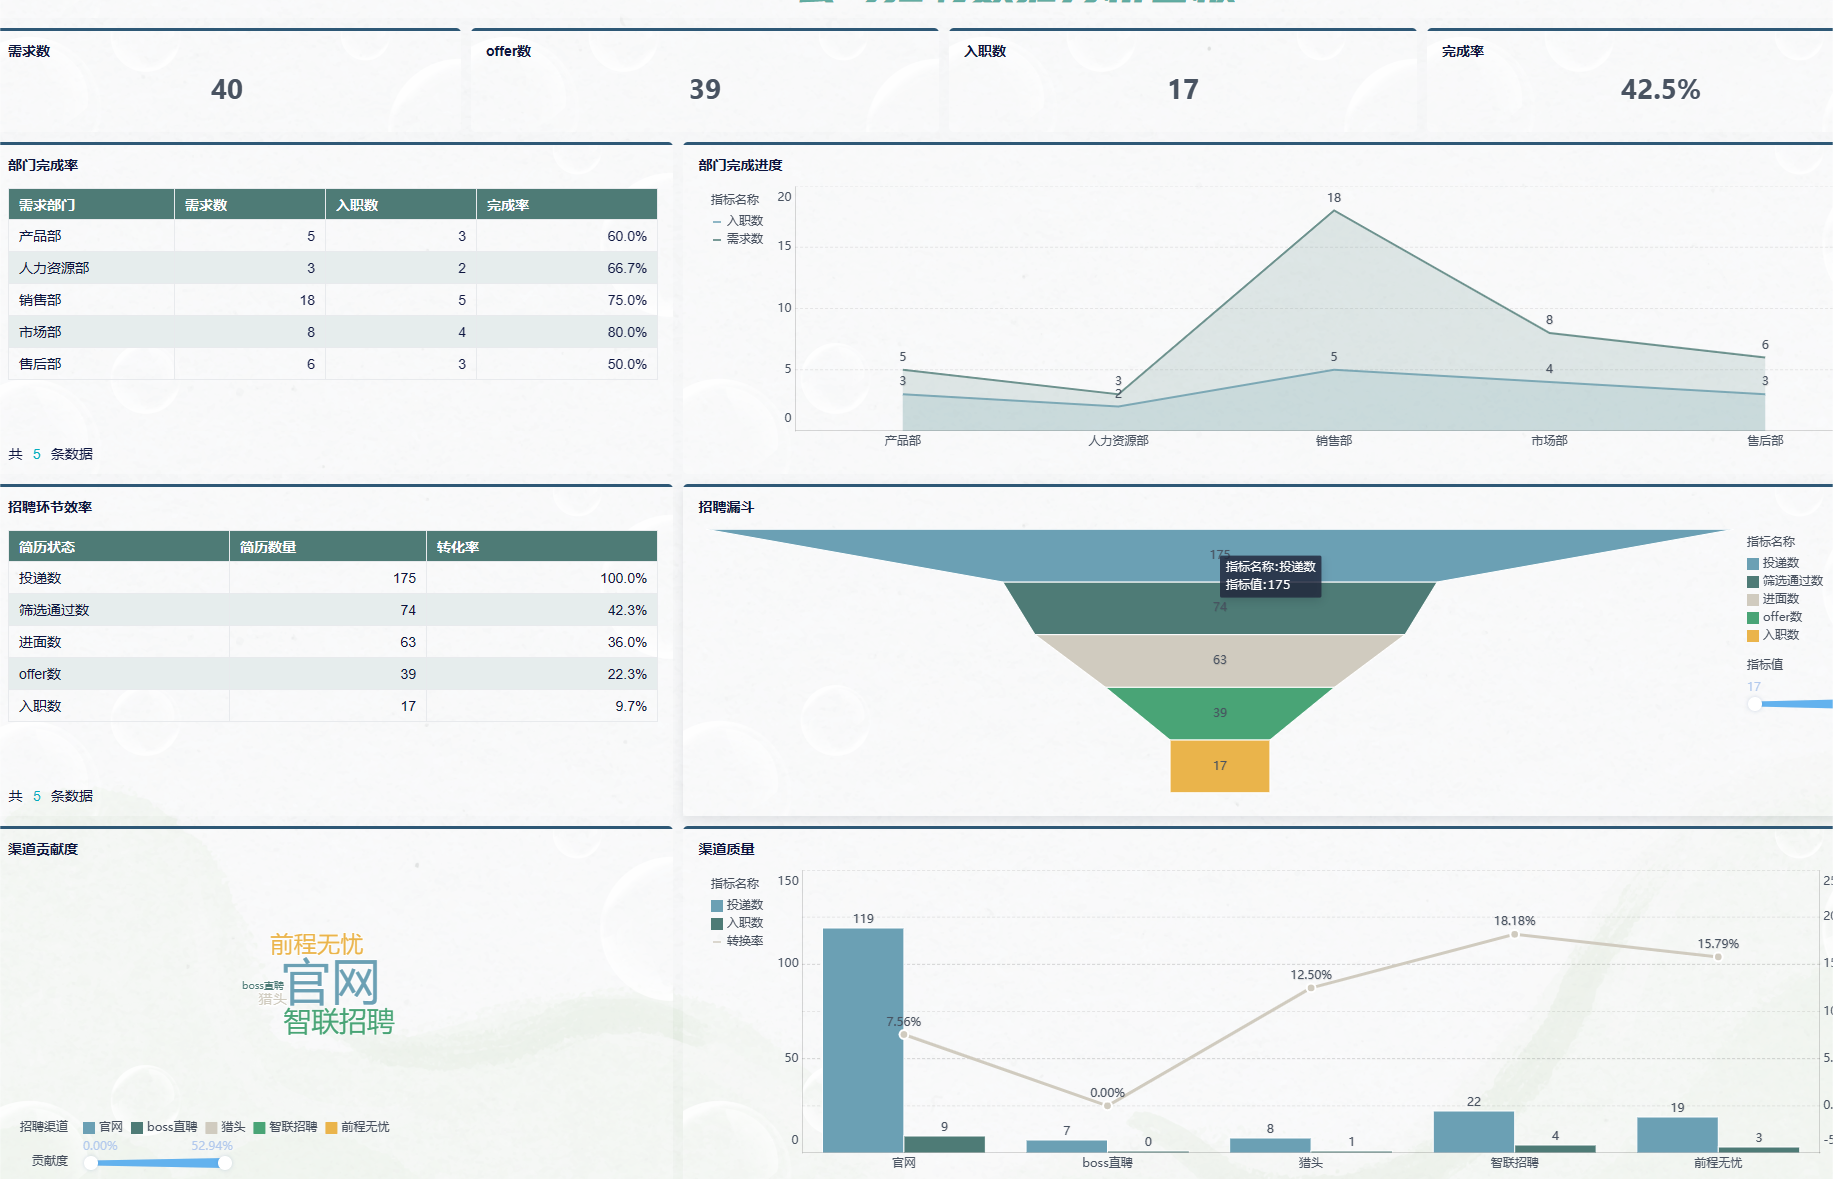 需求数
40
offer数
39
入职数
17
完成率
42.5%
部门完成率
需求部门 需求数 入职数 完成率
产品部 5 3 60.0%
人力资源部 3 2 66.7%
销售部 18 5 75.0%
市场部 8 4 80.0%
售后部 6 3 50.0%
共 5 条数据
部门完成进度
指标名称
入职数
需求数
20
15
10
5
0
5
3
18
8
6
3
2
5
4
3
产品部 人力资源部 销售部 市场部 售后部
招聘环节效率
简历状态 简历数量 转化率
投递数 175 100.0%
筛选通过数 74 42.3%
进面数 63 36.0%
offer数 39 22.3%
入职数 17 9.7%
共 5 条数据
招聘漏斗
175
指标名称:投递数
指标值:175
74
63
39
17
指标名称
投递数
筛选通过数
进面数
offer数
入职数
指标值
17
渠道贡献度
前程无忧
官网
boss直聘
猎头
智联招聘
招聘渠道 官网 boss直聘 猎头 智联招聘 前程无忧
0.00% 52.94%
贡献度
渠道质量
指标名称
投递数
入职数
转换率
150
100
50
0
119
9
7
0
8
1
22
4
19
3
7.56%
0.00%
12.50%
18.18%
15.79%
官网 boss直聘 猎头 智联招聘 前程无忧